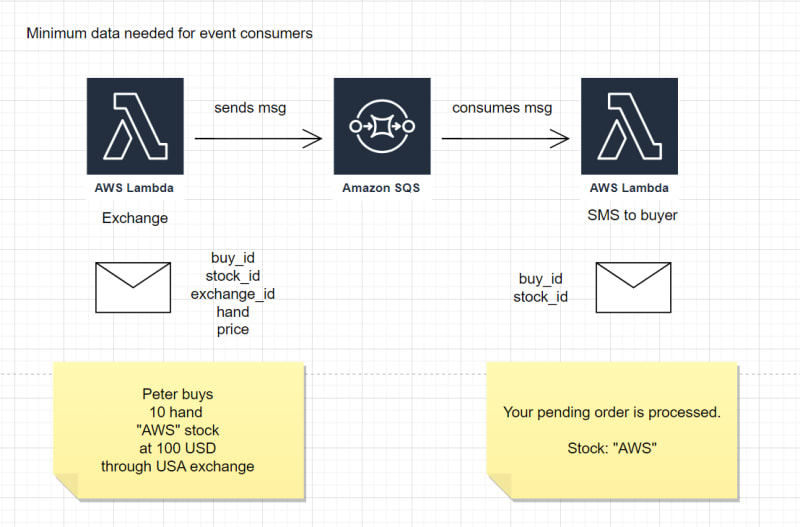 Minimum data needed for event consumers
sends msg
consumes msg
AWS Lambda
Amazon SQS
AWS Lambda
Exchange
SMS to buyer
buy_id
stock_id
exchange_id
hand
price
buy_id
stock_id
Peter buys
10 hand
"AWS" stock
at 100 USD
through USA exchange
Your pending order is processed.
Stock: "AWS"